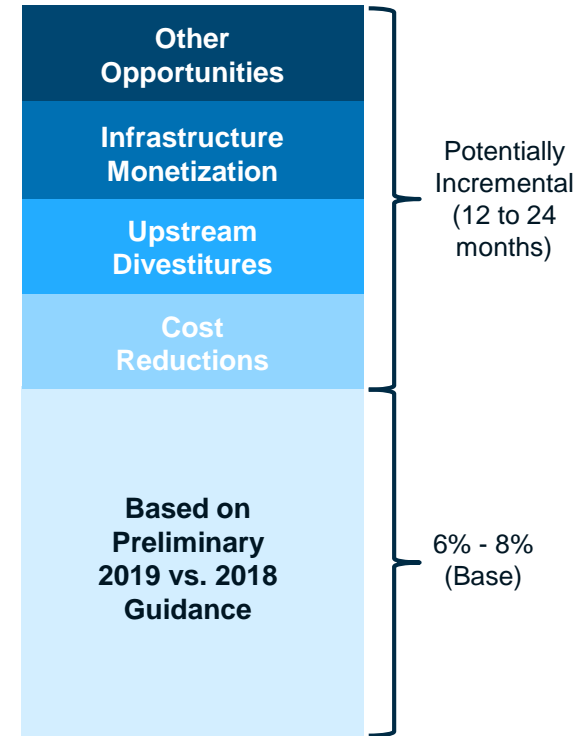 Other
Opportunities
Infrastructure
Monetization
Upstream
Divestitures
Cost
Reductions
Potentially
Incremental
(12 to 24
months)
Based on
Preliminary
2019 vs. 2018
Guidance
6% - 8%
(Base)